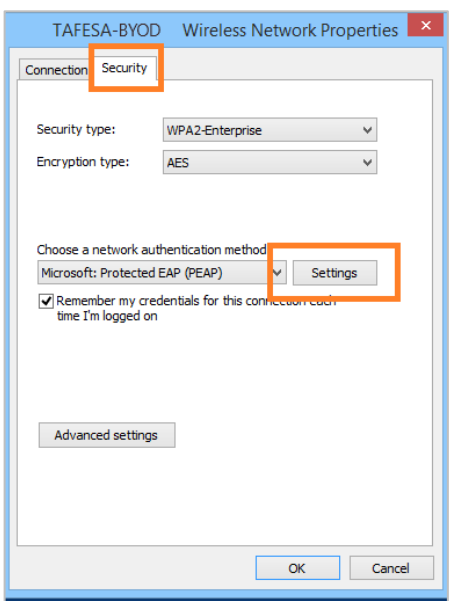 TAFESA-BYOD Wireless Network Properties
Connection Security
Security type: WPA2-Enterprise
Encryption type: AES
Choose a network authentication method
Microsoft: Protected EAP (PEAP) Settings
Remember my credentials for this connection each
time I'm logged on
Advanced settings
OK Cancel